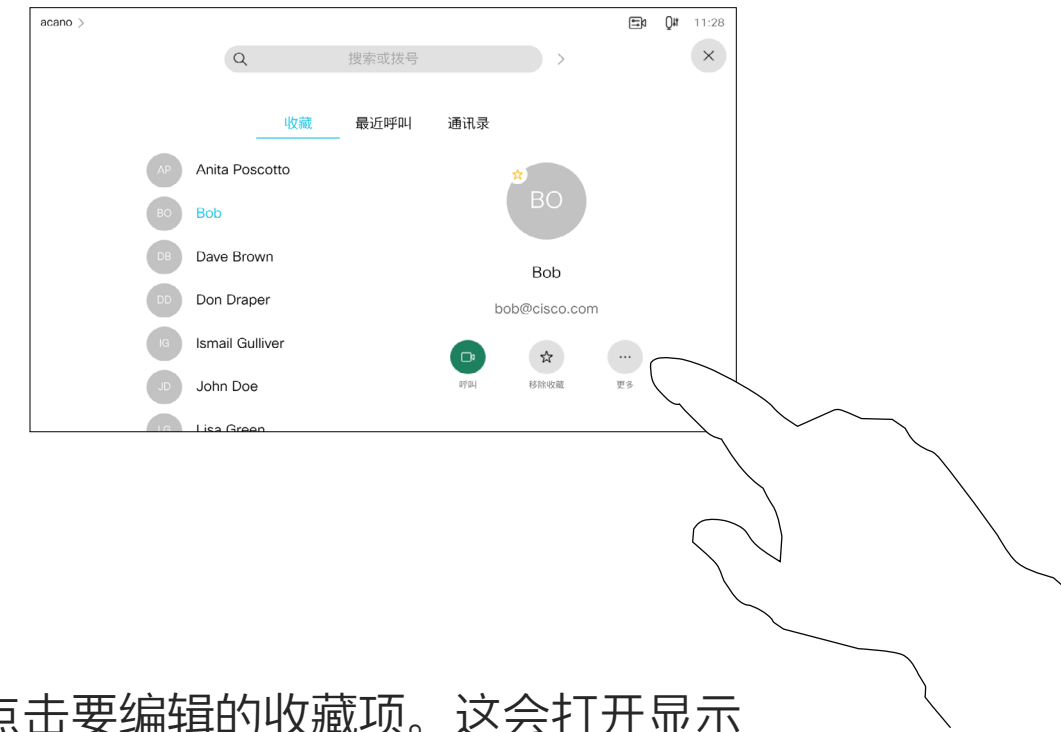 acano >
11:28
搜索或拨号
收藏 最近呼叫 通讯录
AP Anita Poscotto
BO Bob
DB Dave Brown
DD Don Draper
IG Ismail Gulliver
JD John Doe
LG Lisa Green
BO
Bob
bob@cisco.com
呼叫 移除收藏 更多
点击要编辑的收藏项。这会打开显示